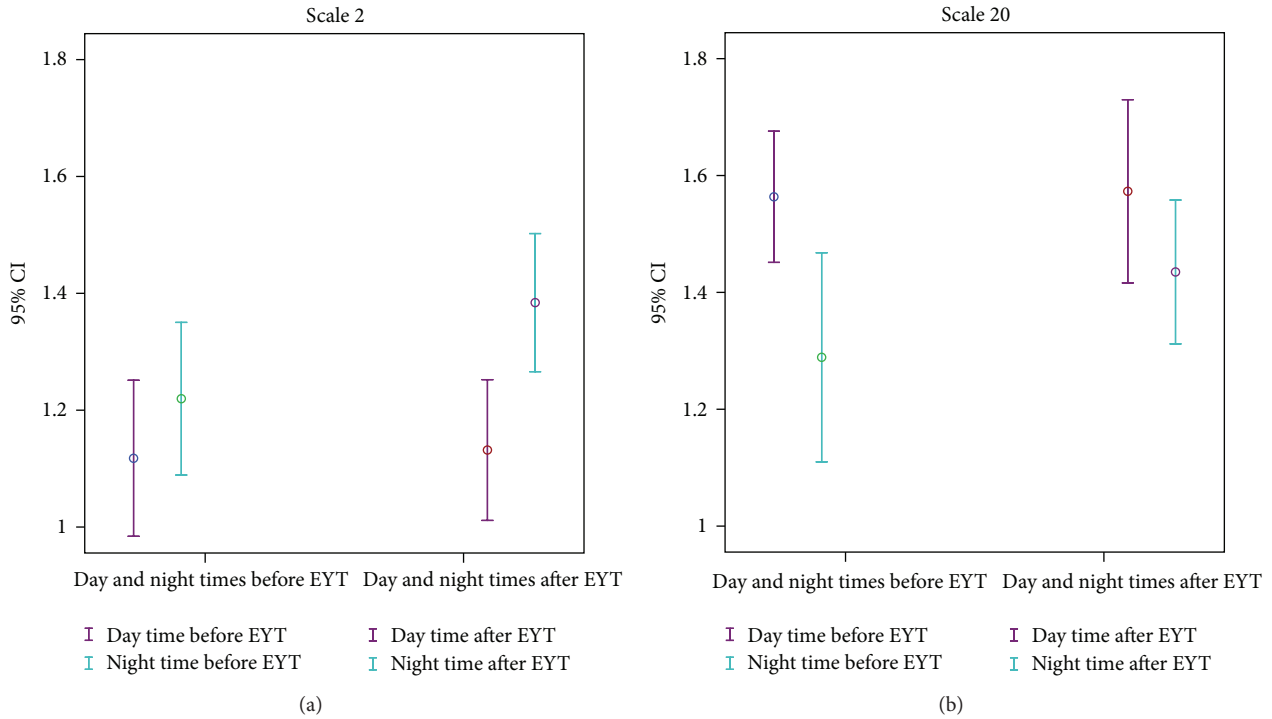 Scale 2
95% CI
1.8
1.6
1.4
1.2
1
Day and night times before EYT
Day and night times after EYT
Day time before EYT
Night time before EYT
Day time after EYT
Night time after EYT
(a)
Scale 20
95% CI
1.8
1.6
1.4
1.2
1
Day and night times before EYT
Day and night times after EYT
Day time before EYT
Night time before EYT
Day time after EYT
Night time after EYT
(b)